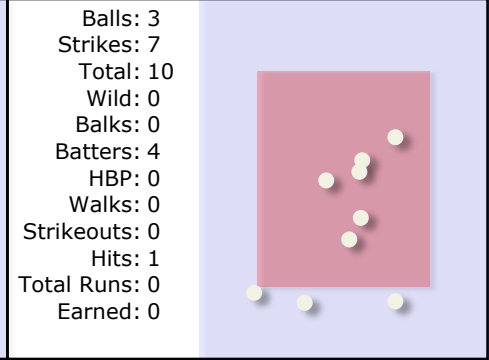 Balls: 3
Strikes: 7
Total: 10
Wild: 0
Balks: 0
Batters: 4
HBP: 0
Walks: 0
Strikeouts: 0
Hits: 1
Total Runs: 0
Earned: 0